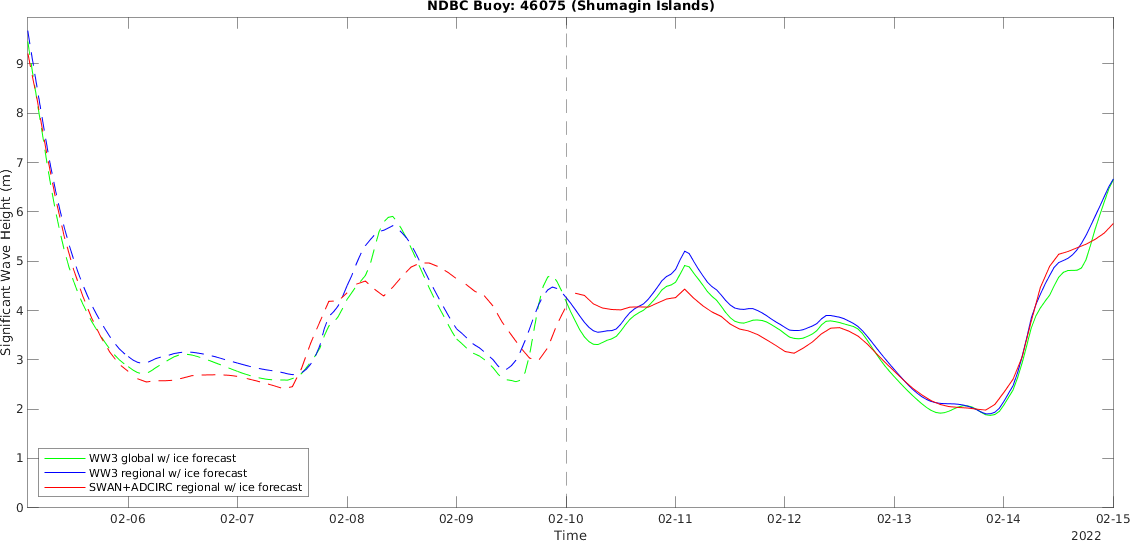 NDBC Buoy: 46075 (Shumagin Islands)
Significant Wave Height (m)
9
8
7
6
5
4
3
2
1
0
WW3 global w/ ice forecast
WW3 regional w/ ice forecast
SWAN+ADCIRC regional w/ ice forecast
02-06 02-07 02-08 02-09 02-10 02-11 02-12 02-13 02-14 02-15
Time
2022